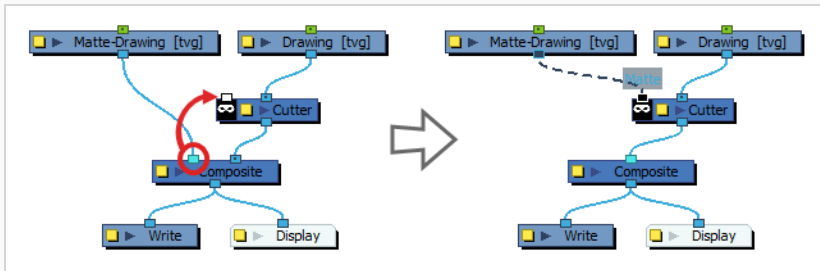 Matte-Drawing [tvg]
Drawing [tvg]
Cutter
Composite
Write
Display
Matte-Drawing [tvg]
Drawing [tvg]
Matte
Cutter
Composite
Write
Display